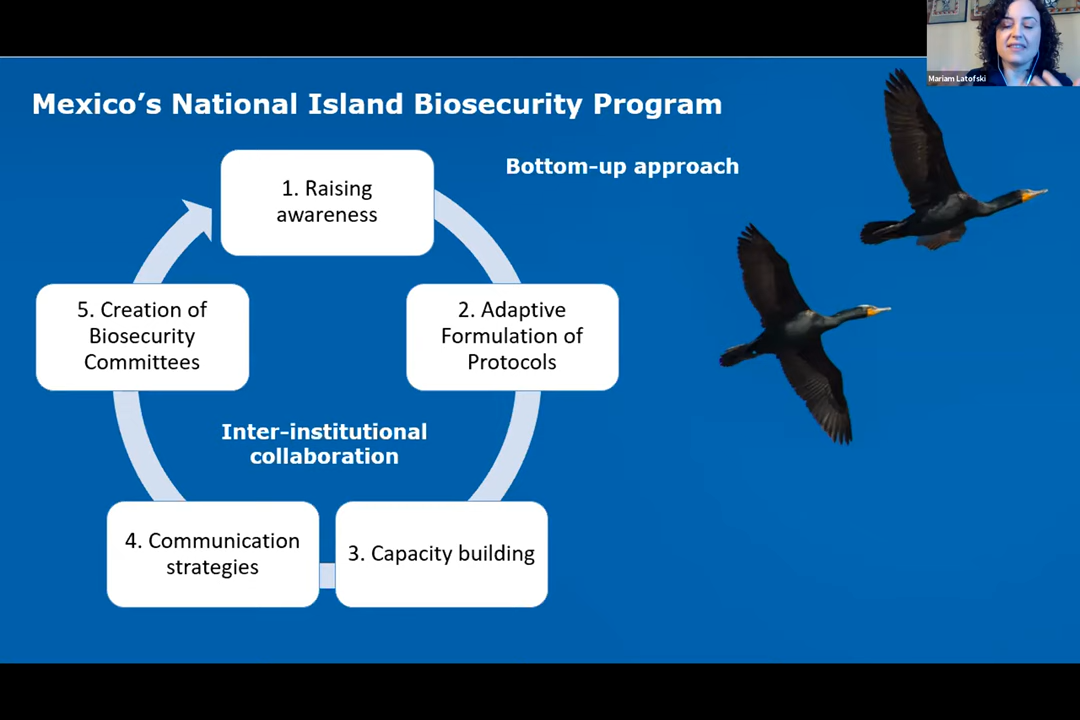 Mariam Latofski
Mexico’s National Island Biosecurity Program
Bottom-up approach
1. Raising
awareness
2. Adaptive
Formulation of
Protocols
3. Capacity building
4. Communication
strategies
5. Creation of
Biosecurity
Committees
Inter-institutional
collaboration